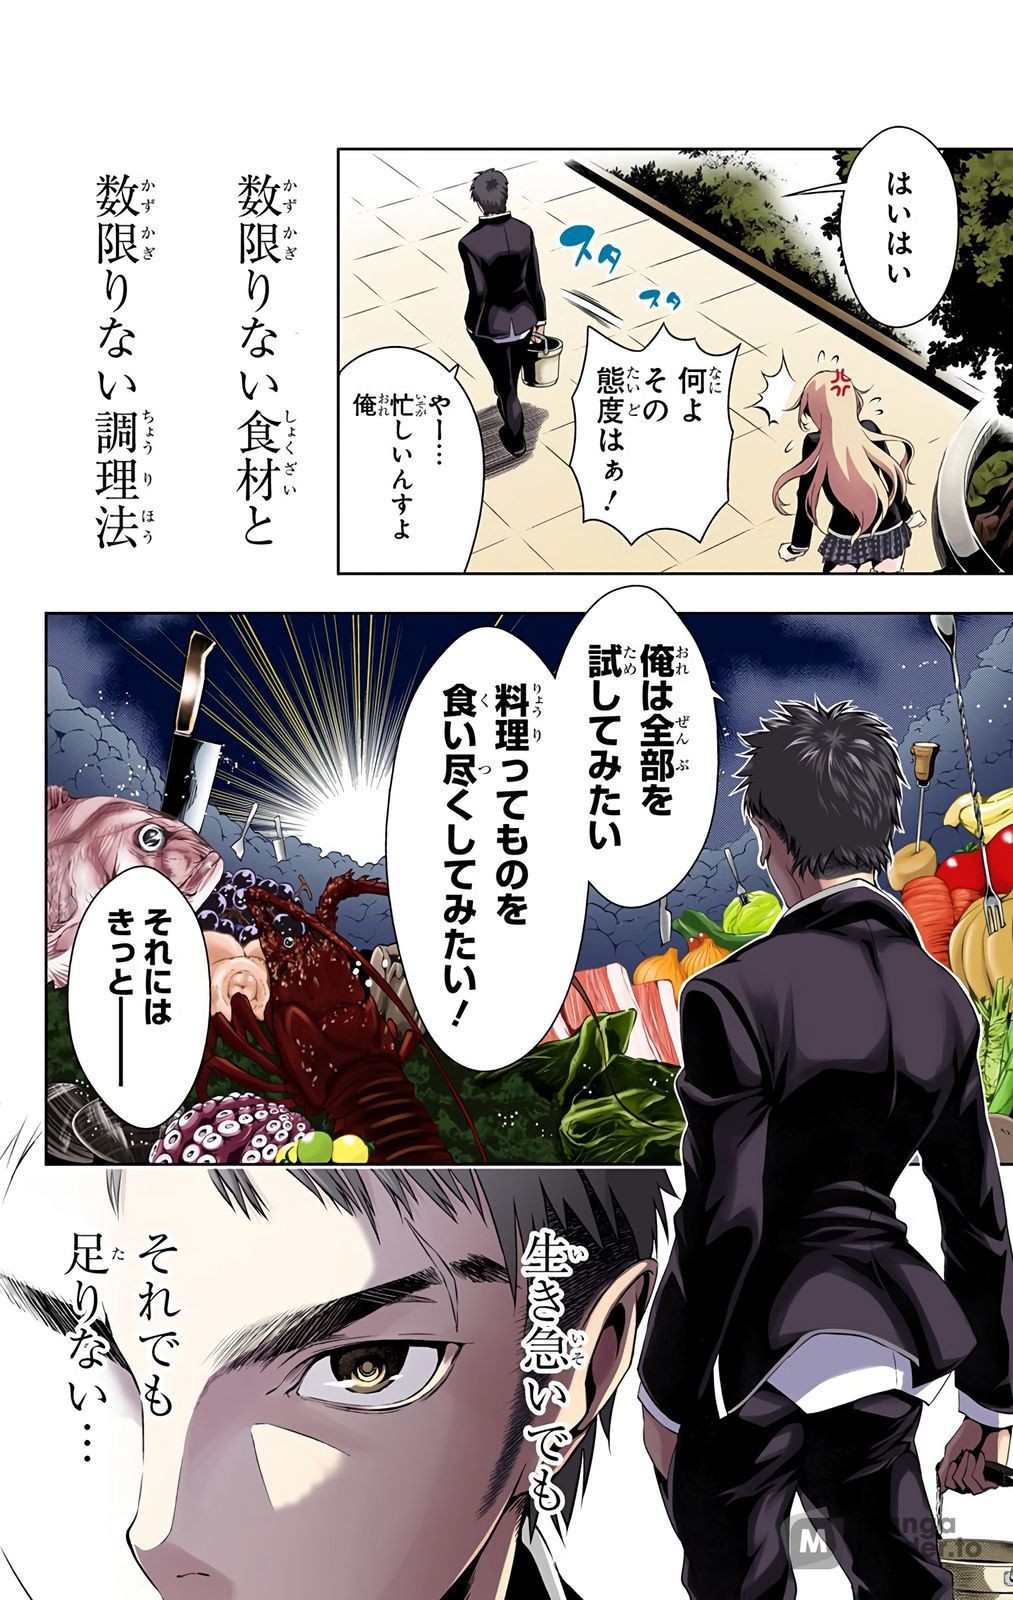 はいはい
スタ
スタ
何よ
その
態度はぁ!
やー…
忙しいんすよ
俺
数限りない食材と
数限りない調理法
俺は全部を
試してみたい
料理ってものを
食い尽くしてみたい!
それには
きっと——
生き急いでも
それでも
足りない…